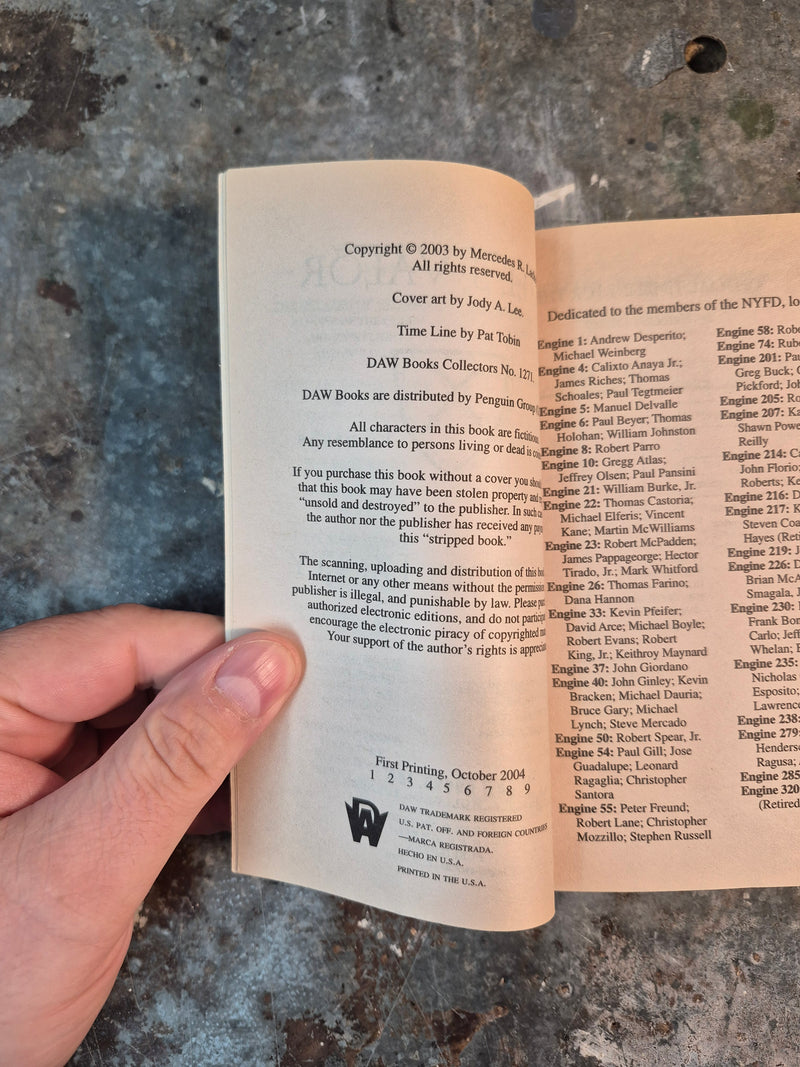 Copyright © 2003 by Mercedes R.
All rights reserved.
Cover art by Jody A. Lee.
Time Line by Pat Tobin
DAW Books Collectors No. 1271.
DAW Books are distributed by Penguin Group
All characters in this book are
Any resemblance to persons living or dead is
If you purchase this book without a cover you
that this book may have been stolen property
“unsold and destroyed” to the publisher. In such
the author nor the publisher has received any
this “stripped book.”
The scanning, uploading and distribution of this
Internet or any other means without the
publisher is illegal, and punishable by law. Please
authorized electronic editions, and do not
encourage the electronic piracy of copyrighted
Your support of the author's rights is
First Printing, October 2004
1 2 3 4 5 6 7 8 9
DAW
DAW TRADEMARK REGISTERED
U.S. PAT. OFF. AND FOREIGN COUNTRIES
—MARCA REGISTRADA.
HECHO EN U.S.A.
PRINTED IN THE U.S.A.
Dedicated to the members of the NYFD,
Engine 1: Andrew Desperito;
Michael Weinberg
Engine 4: Calixto Anaya Jr.;
James Riches; Thomas
Schoales; Paul Tegtmeier
Engine 5: Manuel Delvalle
Engine 6: Paul Beyer; Thomas
Holohan; William Johnston
Engine 8: Robert Parro
Engine 10: Gregg Atlas;
Jeffrey Olsen; Paul Pansini
Engine 21: William Burke, Jr.
Engine 22: Thomas Castoria;
Michael Elferis; Vincent
Kane; Martin McWilliams
Engine 23: Robert McPadden;
James Pappageorge; Hector
Tirado, Jr.; Mark Whitford
Engine 26: Thomas Farino;
Dana Hannon
Engine 33: Kevin Pfeifer;
David Arce; Michael Boyle;
Robert Evans; Robert
King, Jr.; Keithroy Maynard
Engine 37: John Giordano
Engine 40: John Ginley; Kevin
Bracken; Michael Dauria;
Bruce Gary; Michael
Lynch; Steve Mercado
Engine 50: Robert Spear, Jr.
Engine 54: Paul Gill; Jose
Guadalupe; Leonard
Ragaglia; Christopher
Santora
Engine 55: Peter Freund;
Robert Lane; Christopher
Mozzillo; Stephen Russell
Engine 58:
Engine 74:
Engine 201:
Greg Buck;
Pickford;
Engine 205:
Engine 207:
Shawn
Reilly
Engine 214:
John Florio;
Roberts;
Engine 216:
Engine 217:
Steven
Hayes
Engine 219:
Engine 226:
Brian
Smagala,
Engine 230:
Frank
Carlo;
Whelan;
Engine 235:
Nicholas
Esposito;
Engine 238:
Engine 279:
Ragusa;
Engine 285
Engine 320
(Retired